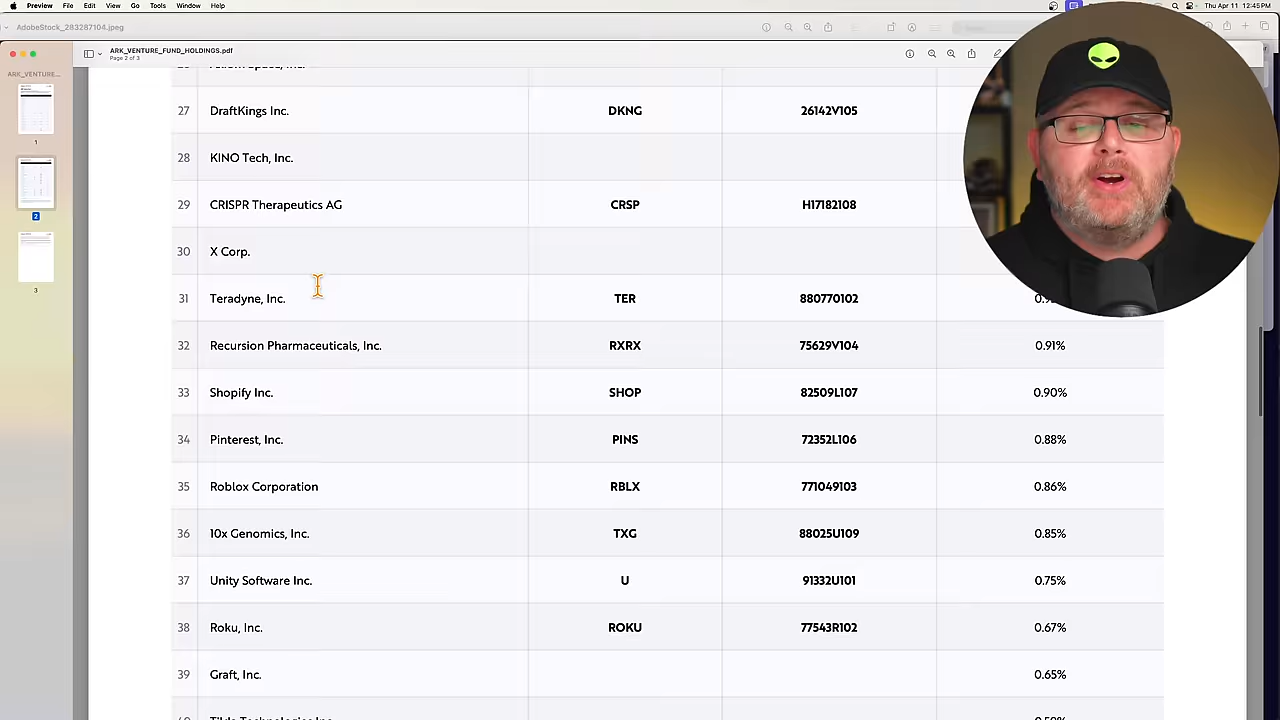 Preview File Edit View Go Tools Window Help
Thu Apr 11 12:45PM
AdobeStock_283287104.jpeg
ARK_VENTURE_FUND_HOLDINGS.pdf
Page 2 of 3
ARK_VENTURE...
1
2
3
27 DraftKings Inc. DKNG 26142V105
28 KINO Tech, Inc.
29 CRISPR Therapeutics AG CRSP H17182108
30 X Corp.
31 Teradyne, Inc. TER 880770102
32 Recursion Pharmaceuticals, Inc. RXRX 75629V104 0.91%
33 Shopify Inc. SHOP 82509L107 0.90%
34 Pinterest, Inc. PINS 72352L106 0.88%
35 Roblox Corporation RBLX 771049103 0.86%
36 10x Genomics, Inc. TXG 88025U109 0.85%
37 Unity Software Inc. U 91332U101 0.75%
38 Roku, Inc. ROKU 77543R102 0.67%
39 Graft, Inc. 0.65%